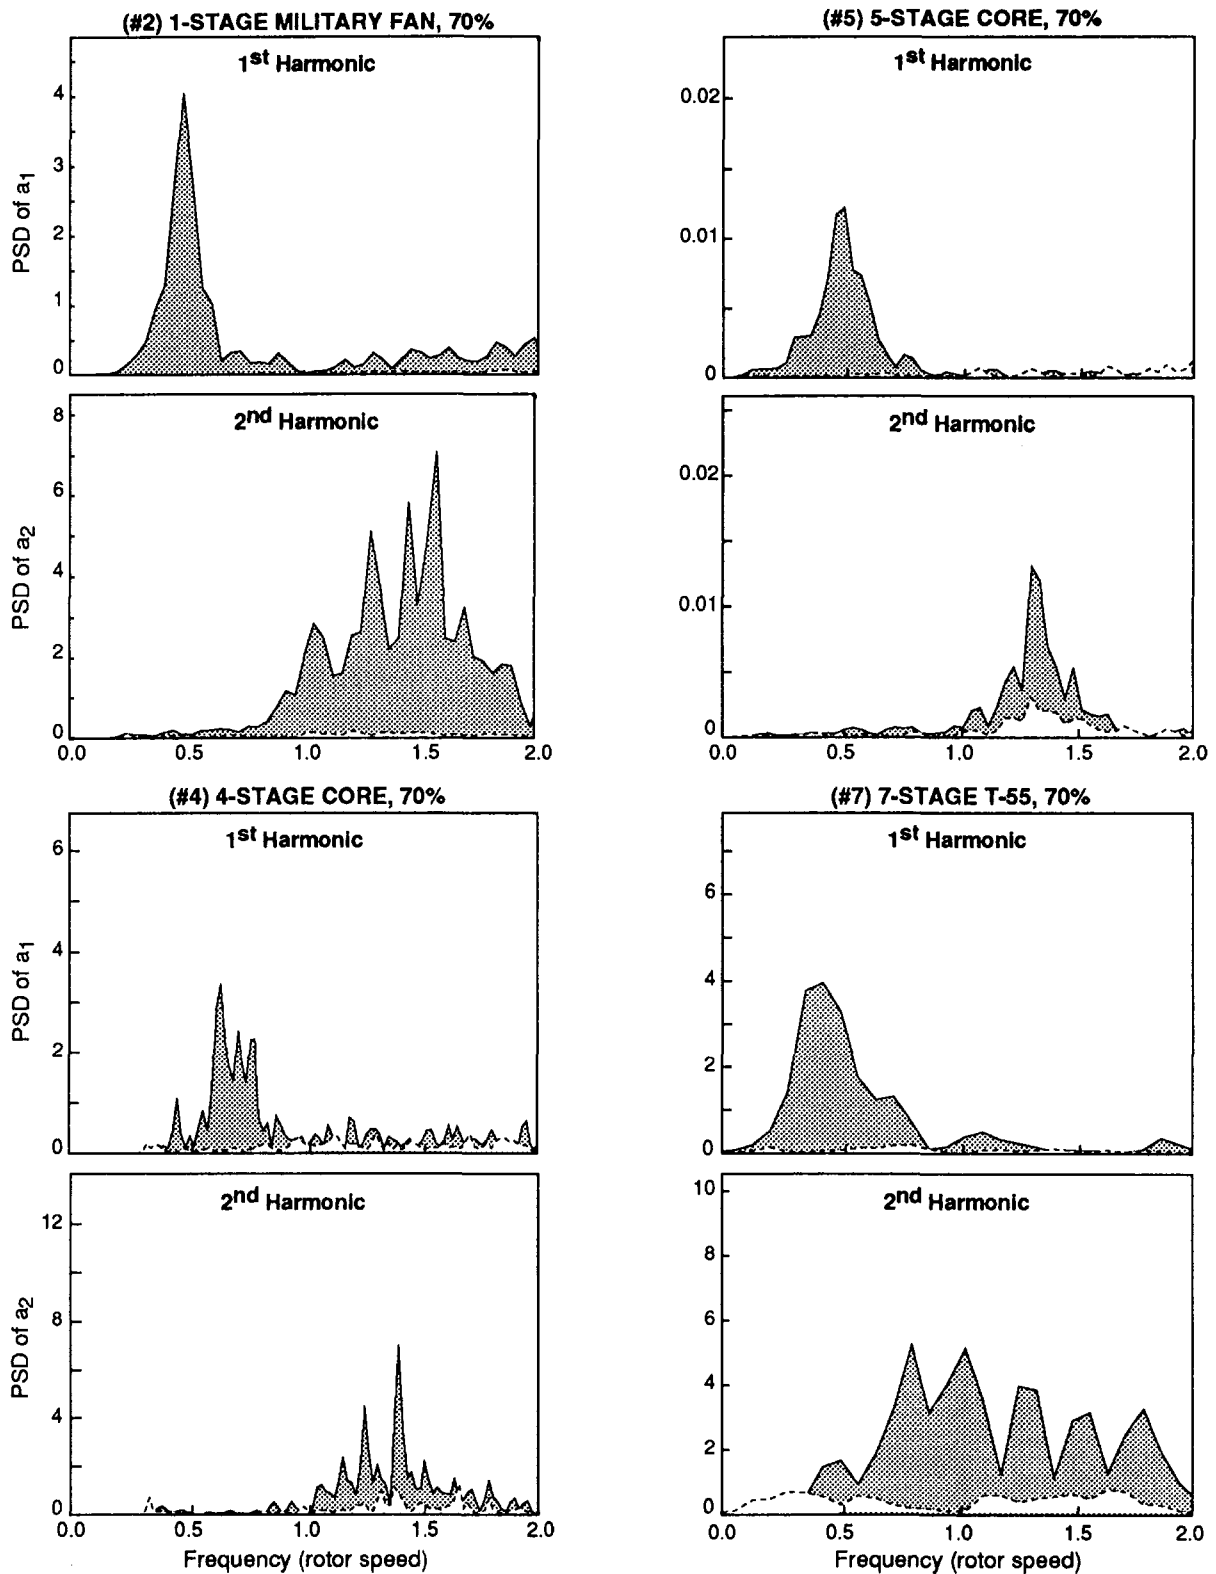 (#2) 1-STAGE MILITARY FAN, 70%
1st Harmonic
PSD of a1
4
3
2
1
0
2nd Harmonic
PSD of a2
8
6
4
2
0
0.0 0.5 1.0 1.5 2.0
(#5) 5-STAGE CORE, 70%
1st Harmonic
0.02
0.01
0
2nd Harmonic
0.02
0.01
0
0.0 0.5 1.0 1.5 2.0
(#4) 4-STAGE CORE, 70%
1st Harmonic
PSD of a1
6
4
2
0
2nd Harmonic
PSD of a2
12
8
4
0
0.0 0.5 1.0 1.5 2.0
Frequency (rotor speed)
(#7) 7-STAGE T-55, 70%
1st Harmonic
6
4
2
0
2nd Harmonic
10
8
6
4
2
0
0.0 0.5 1.0 1.5 2.0
Frequency (rotor speed)